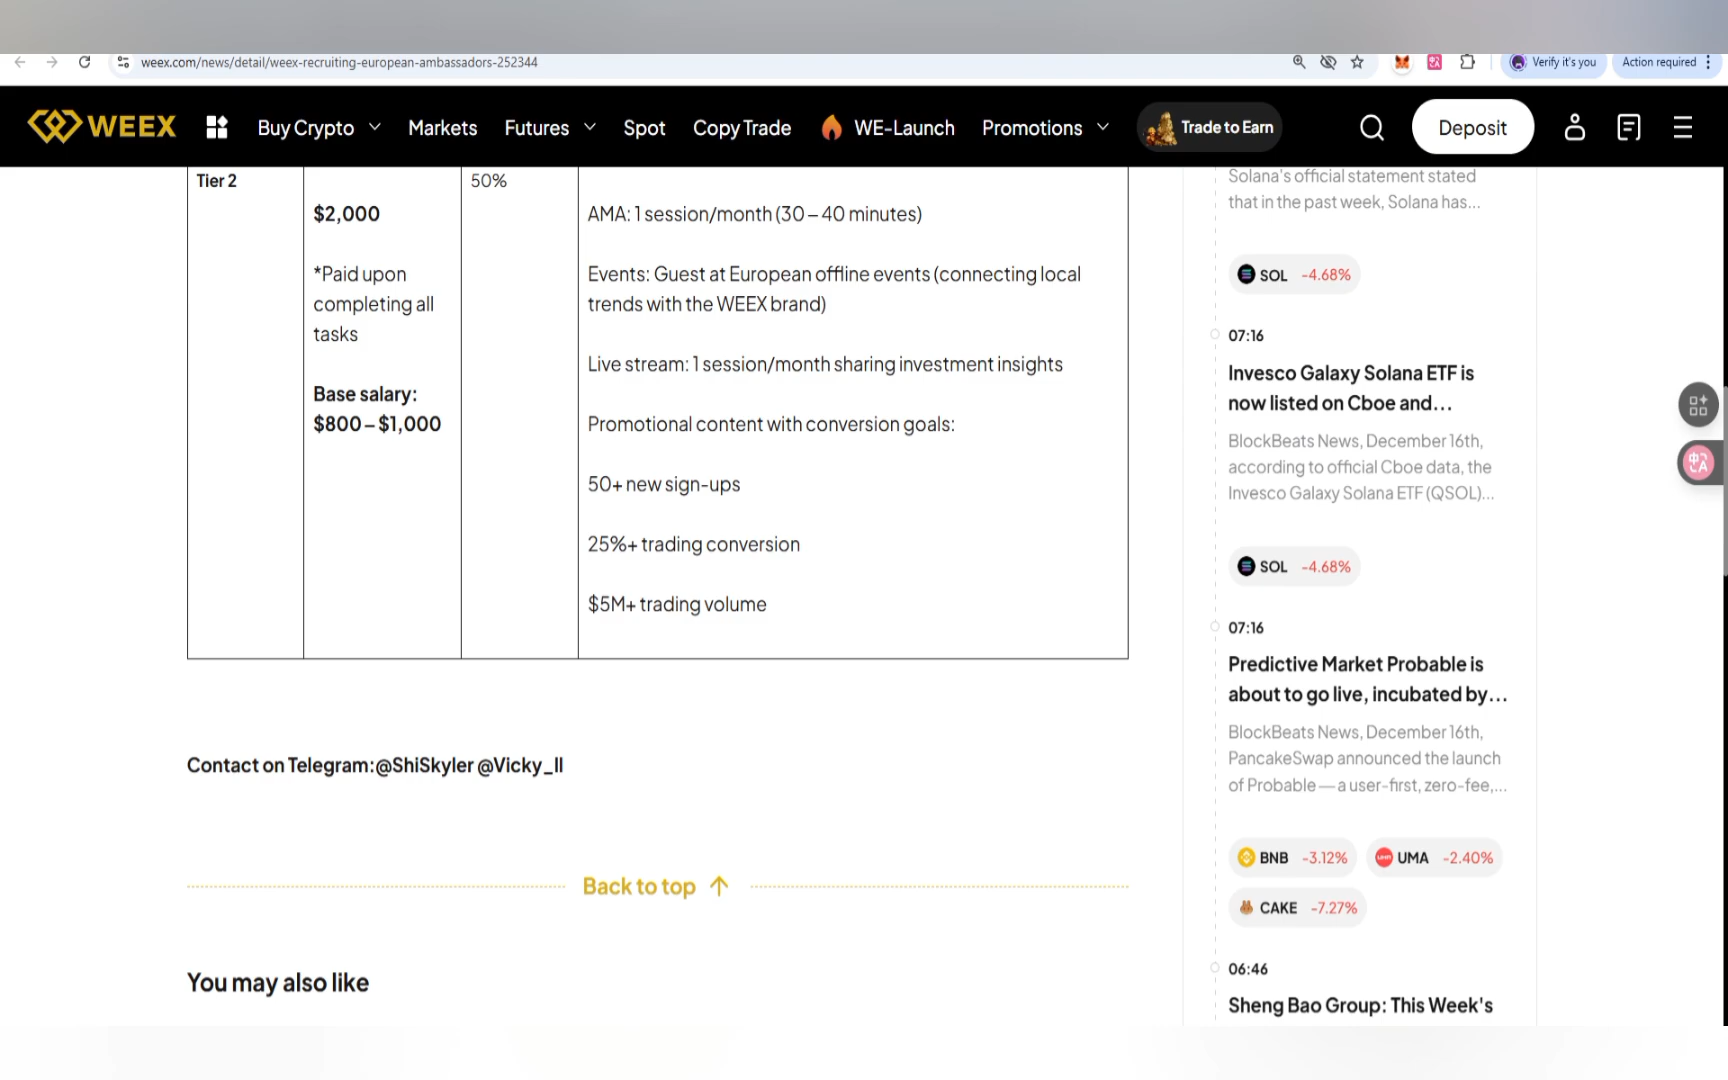 weex.com/news/detail/weex-recruiting-european-ambassadors-252344
Verify it's you
Action required
WEEX
Buy Crypto
Markets
Futures
Spot
Copy Trade
WE-Launch
Promotions
Trade to Earn
Deposit
Tier 2
$2,000
*Paid upon
completing all
tasks
Base salary:
$800 – $1,000
50%
AMA: 1 session/month (30 – 40 minutes)
Events: Guest at European offline events (connecting local
trends with the WEEX brand)
Live stream: 1 session/month sharing investment insights
Promotional content with conversion goals:
50+ new sign-ups
25%+ trading conversion
$5M+ trading volume
Contact on Telegram:@ShiSkyler @Vicky_ll
Back to top
You may also like
Solana's official statement stated
that in the past week, Solana has...
SOL -4.68%
07:16
Invesco Galaxy Solana ETF is
now listed on Cboe and...
BlockBeats News, December 16th,
according to official Cboe data, the
Invesco Galaxy Solana ETF (QSOL)...
SOL -4.68%
07:16
Predictive Market Probable is
about to go live, incubated by...
BlockBeats News, December 16th,
PancakeSwap announced the launch
of Probable — a user-first, zero-fee,...
BNB -3.12% UMA -2.40%
CAKE -7.27%
06:46
Sheng Bao Group: This Week's